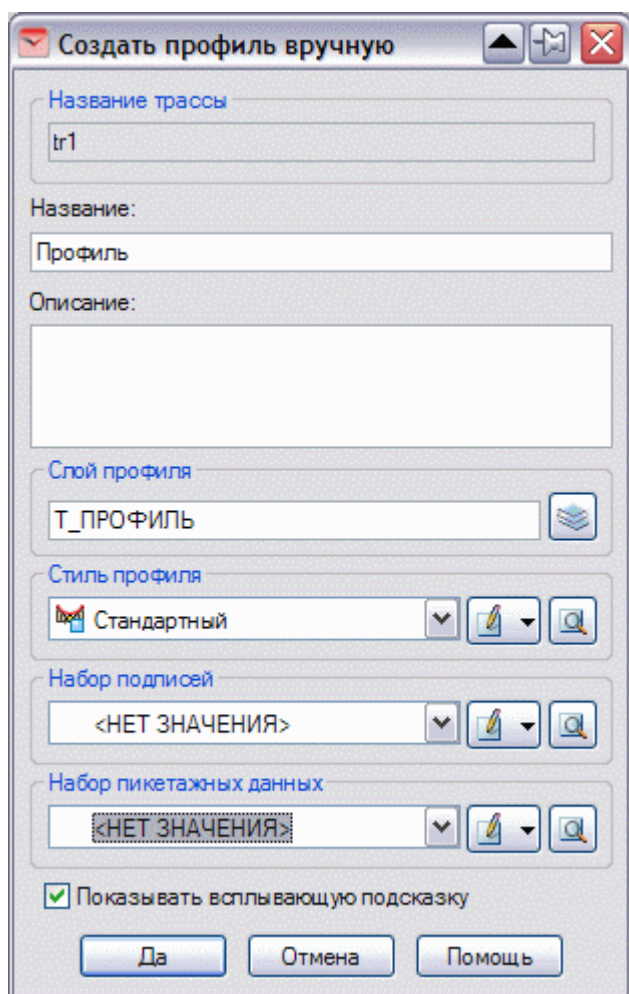 Создать профиль вручную
Название трассы
tr1
Название:
Профиль
Описание:
Слой профиля
Т_ПРОФИЛЬ
Стиль профиля
Стандартный
Набор подписей
<НЕТ ЗНАЧЕНИЯ>
Набор пикетажных данных
<НЕТ ЗНАЧЕНИЯ>
Показывать всплывающую подсказку
Да Отмена Помощь